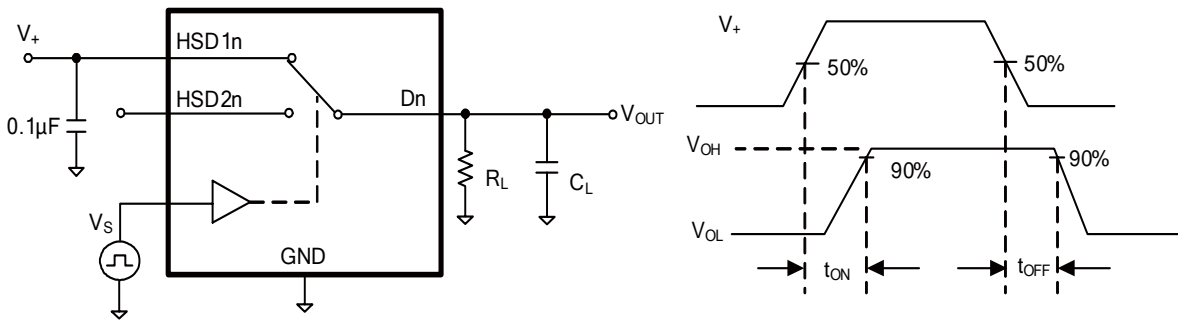 V+
HSD1n
HSD2n
Dn
0.1µF
VOUT
RL
CL
VS
GND
V+
50%
50%
VOH
90%
90%
VOL
tON
tOFF